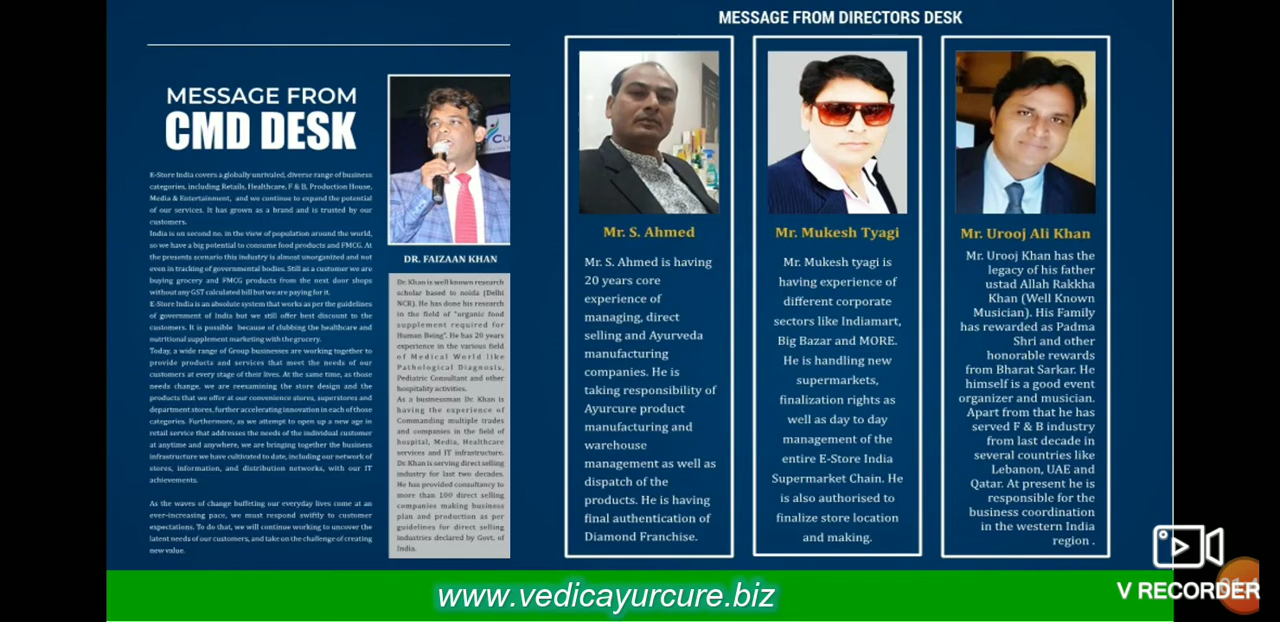 MESSAGE FROM
CMD DESK
E-Store India covers a globally unrivaled, diverse range of business
categories, including Retails, Healthcare, F & B, Production House,
Media & Entertainment, and we continue to expand the potential
of our services. It has grown as a brand and is trusted by our
customers.
India is on second no. in the view of population around the world,
so we have a big potential to consume food products and FMCG. At
the presents scenario this industry is almost unorganized and not
even in tracking of governmental bodies. Still as a customer we are
buying grocery and FMCG products from the next door shops
without any GST calculated bill but we are paying for it.
E-Store India is an absolute system that works as per the guidelines
of government of India but we still offer best discount to the
customers. It is possible because of clubbing the healthcare and
nutritional supplement marketing with the grocery.
Today, a wide range of Group businesses are working together to
provide products and services that meet the needs of our
customers at every stage of their lives. At the same time, as those
needs change, we are reexamining the store design and the
products that we offer at our convenience stores, superstores and
department stores, further accelerating innovation in each of those
categories. Furthermore, as we attempt to open up a new age in
retail service that addresses the needs of the individual customer
at anytime and anywhere, we are bringing together the business
infrastructure we have cultivated to date, including our network of
stores, information, and distribution networks, with our IT
achievements.
As the waves of change buffeting our everyday lives come at an
ever-increasing pace, we must respond swiftly to customer
expectations. To do that, we will continue working to uncover the
latent needs of our customers, and take on the challenge of creating
new value.
DR. FAIZAAN KHAN
Dr. Khan is well known research
scholar based to noida (Delhi
NCR). He has done his research
in the field of "organic food
supplement required for
Human Being". He has 20 years
experience in the various field
of Medical World like
Pathological Diagnosis,
Pediatric Consultant and other
hospitality activities.
As a businessman Dr. Khan is
having the experience of
Commanding multiple trades
and companies in the field of
hospital, Media, Healthcare
services and IT infrastructure.
Dr. Khan is serving direct selling
industry for last two decades.
He has provided consultancy to
more than 100 direct selling
companies making business
plan and production as per
guidelines for direct selling
industries declared by Govt. of
India.
MESSAGE FROM DIRECTORS DESK
Mr. S. Ahmed
Mr. S. Ahmed is having
20 years core
experience of
managing, direct
selling and Ayurveda
manufacturing
companies. He is
taking responsibility of
Ayurcure product
manufacturing and
warehouse
management as well as
dispatch of the
products. He is having
final authentication of
Diamond Franchise.
Mr. Mukesh Tyagi
Mr. Mukesh tyagi is
having experience of
different corporate
sectors like Indiamart,
Big Bazar and MORE.
He is handling new
supermarkets,
finalization rights as
well as day to day
management of the
entire E-Store India
Supermarket Chain. He
is also authorised to
finalize store location
and making.
Mr. Urooj Ali Khan
Mr. Urooj Khan has the
legacy of his father
ustad Allah Rakkha
Khan (Well Known
Musician). His Family
has rewarded as Padma
Shri and other
honorable rewards
from Bharat Sarkar. He
himself is a good event
organizer and musician.
Apart from that he has
served F & B industry
from last decade in
several countries like
Lebanon, UAE and
Qatar. At present he is
responsible for the
business coordination
in the western India
region .
www.vedicayurcure.biz
V RECORDER